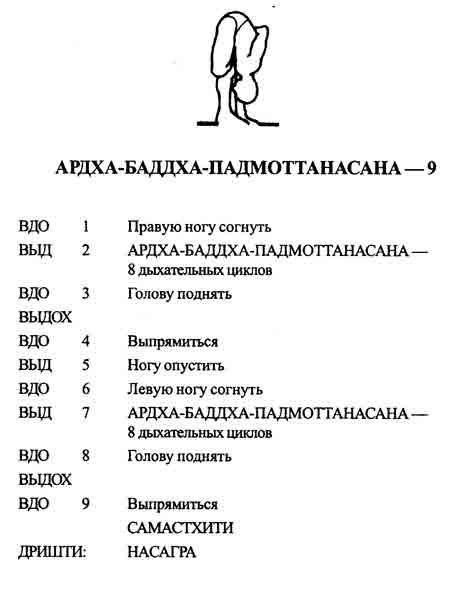 АРДХА-БАДДХА-ПАДМОТТАНАСАНА — 9
ВДО 1 Правую ногу согнуть
ВЫД 2 АРДХА-БАДДХА-ПАДМОТТАНАСАНА —
8 дыхательных циклов
ВДО 3 Голову поднять
ВЫДОХ
ВДО 4 Выпрямиться
ВЫД 5 Ногу опустить
ВДО 6 Левую ногу согнуть
ВЫД 7 АРДХА-БАДДХА-ПАДМОТТАНАСАНА —
8 дыхательных циклов
ВДО 8 Голову поднять
ВЫДОХ
ВДО 9 Выпрямиться
САМАСТХИТИ
ДРИШТИ: НАСАГРА